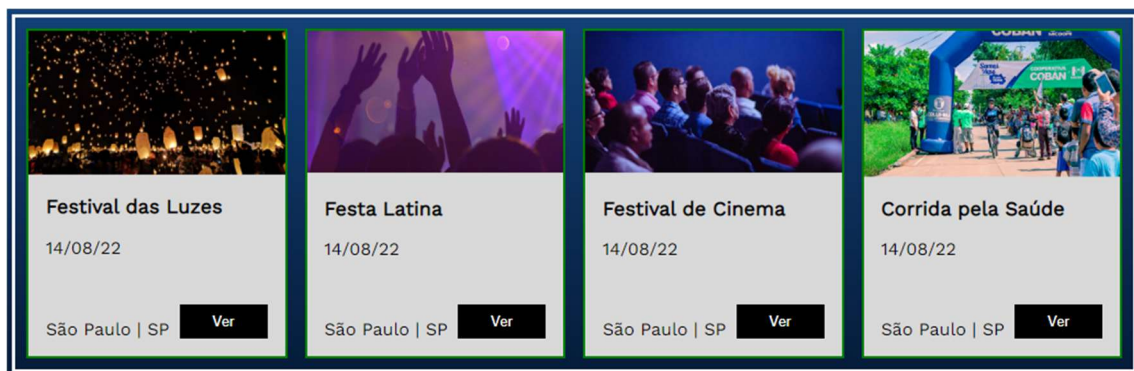 COBAN
COOPERATIVA
COBÁN
Festival das Luzes
14/08/22
São Paulo | SP
Ver
Festa Latina
14/08/22
São Paulo | SP
Ver
Festival de Cinema
14/08/22
São Paulo | SP
Ver
Corrida pela Saúde
14/08/22
São Paulo | SP
Ver